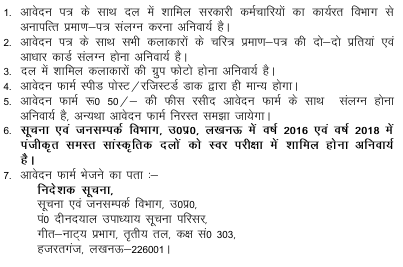 1. आवेदन पत्र के साथ दल में शामिल सरकारी कर्मचारियों का कार्यरत विभाग से
अनापत्ति प्रमाण–पत्र संलग्न करना अनिवार्य है।
2. आवेदन पत्र के साथ सभी कलाकारों के चरित्र प्रमाण–पत्र की दो–दो प्रतियां एवं
आधार कार्ड संलग्न होना अनिवार्य है।
3. दल में शामिल कलाकारों की ग्रुप फोटो होना अनिवार्य है।
4. आवेदन फार्म स्पीड पोस्ट / रजिस्टर्ड डाक द्वारा ही मान्य होगा।
5. आवेदन फार्म रू0 50/– की फीस रसीद आवेदन फार्म के साथ संलग्न होना
अनिवार्य है, अन्यथा आवेदन फार्म निरस्त समझा जायेगा।
6. सूचना एवं जनसम्पर्क विभाग, उ0प्र0, लखनऊ में वर्ष 2016 एवं वर्ष 2018 में
पंजीकृत समस्त सांस्कृतिक दलों को स्वर परीक्षा में शामिल होना अनिवार्य
है।
7. आवेदन फार्म भेजने का पता :–
निदेशक सूचना,
सूचना एवं जनसम्पर्क विभाग, उ0प्र0,
पं0 दीनदयाल उपाध्याय सूचना परिसर,
गीत–नाट्य प्रभाग, तृतीय तल, कक्ष सं0 303,
हजरतगंज, लखनऊ–226001।